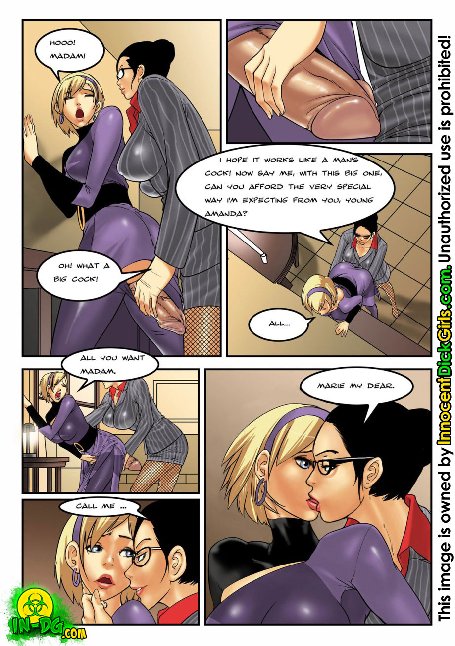 HOOO!
MADAM!
OH! WHAT A
BIG COCK!
I HOPE IT WORKS LIKE A MAN'S
COCK! NOW SAY ME, WITH THIS BIG ONE,
CAN YOU AFFORD THE VERY SPECIAL
WAY I'M EXPECTING FROM YOU, YOUNG
AMANDA?
ALL...
ALL YOU WANT
MADAM.
CALL ME ...
MARIE MY DEAR.
IN-DG.com
This image is owned by InnocentDickGirls.com. Unauthorized use is prohibited!